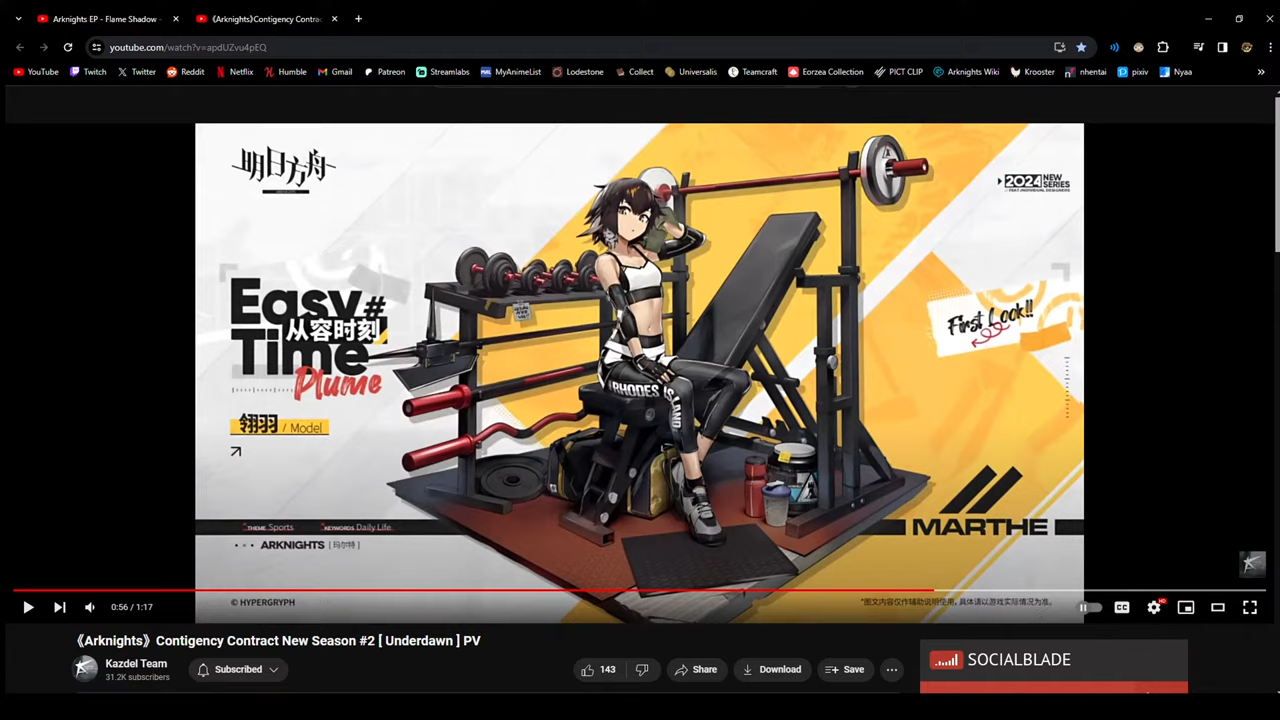 Arknights EP - Flame Shadow -
《Arknights》Contigency Contra
youtube.com/watch?v=apdUZvu4pEQ
YouTube
Twitch
Twitter
Reddit
Netflix
Humble
Gmail
Patreon
Streamlabs
MAL
MyAnimeList
Lodestone
Collect
Universalis
Teamcraft
Eorzea Collection
PICT CLIP
Arknights Wiki
Krooster
nhentai
pixiv
Nyaa
明日方舟
2024 NEW SERIES
Easy#
从容时刻
Time
Plume
翎羽 / Model
First Look!!
RHODES ISLAND
MARTHE
THEME Sports KEYWORDS Daily Life
ARKNIGHTS [ 玛尔特 ]
© HYPERGRYPH
*图文内容仅作辅助说明使用，具体请以游戏实际情况为准。
0:56 / 1:17
CC
HD
《Arknights》Contigency Contract New Season #2 [ Underdawn ] PV
Kazdel Team
31.2K subscribers
Subscribed
143
Share
Download
Save
SOCIALBLADE